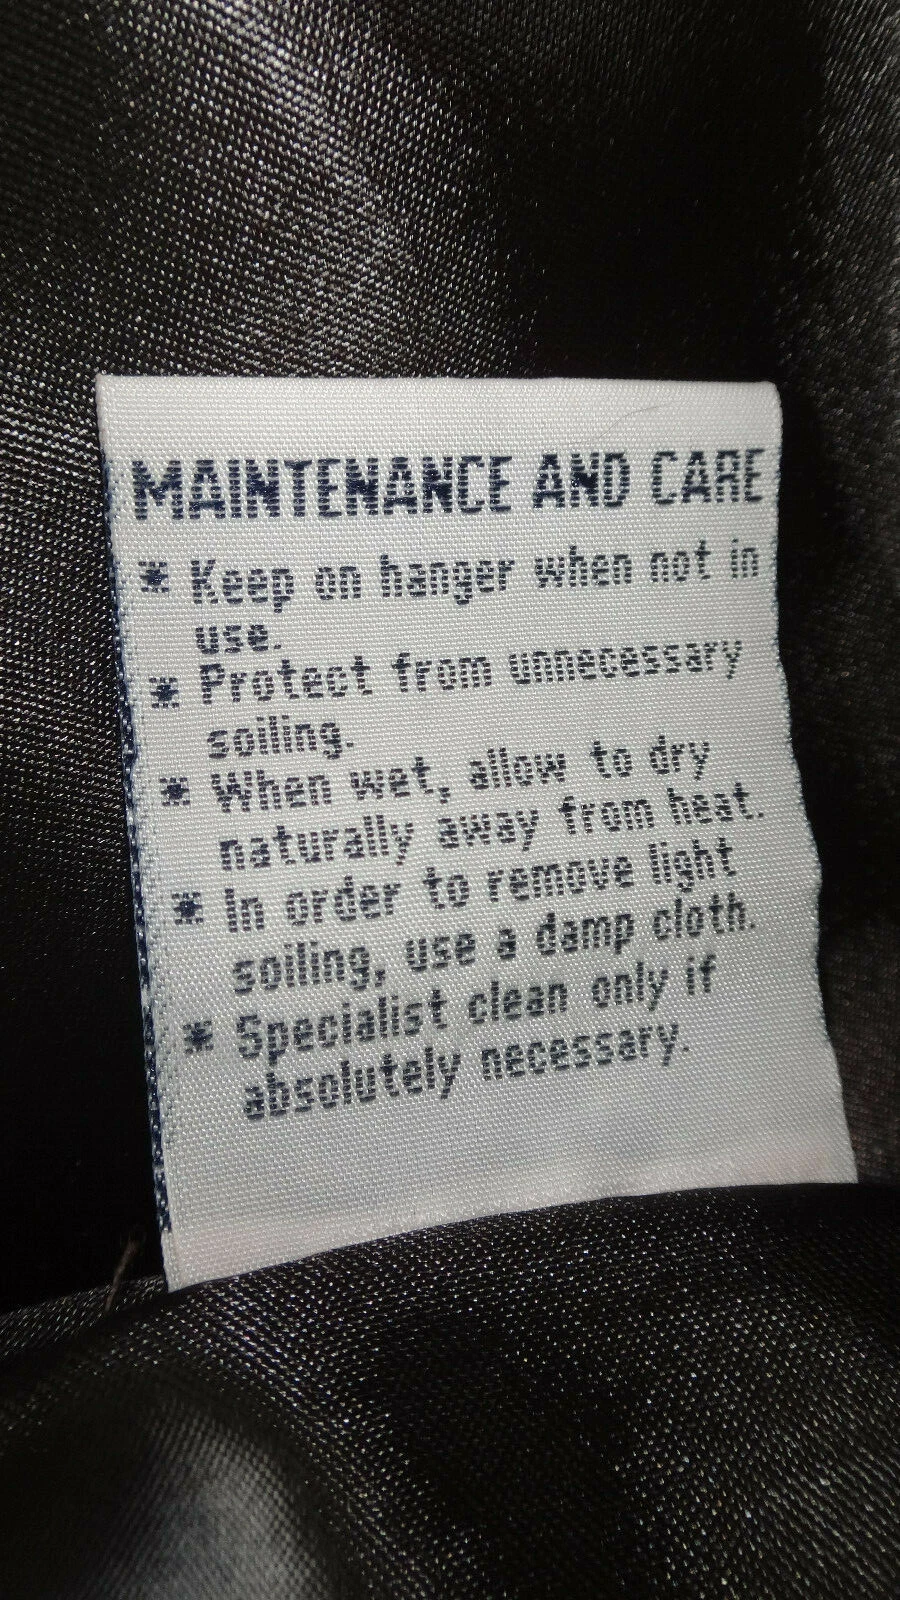 MAINTENANCE AND CARE
* Keep on hanger when not in
use.
* Protect from unnecessary
soiling.
* When wet, allow to dry
naturally away from heat.
* In order to remove light
soiling, use a damp cloth.
* Specialist clean only if
absolutely necessary.